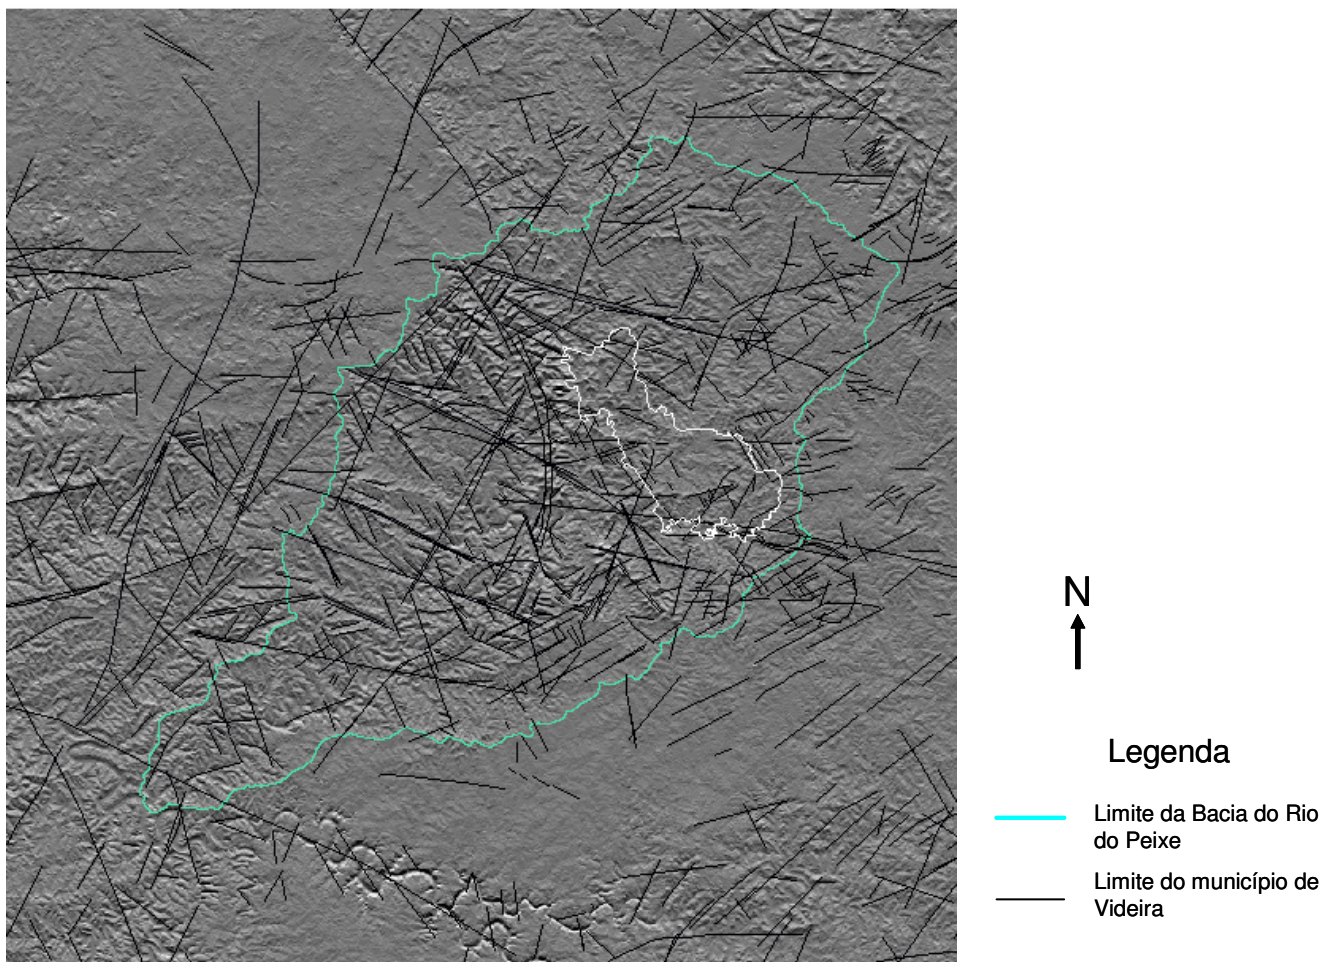 N
Legenda
Limite da Bacia do Rio
do Peixe
Limite do município de
Videira